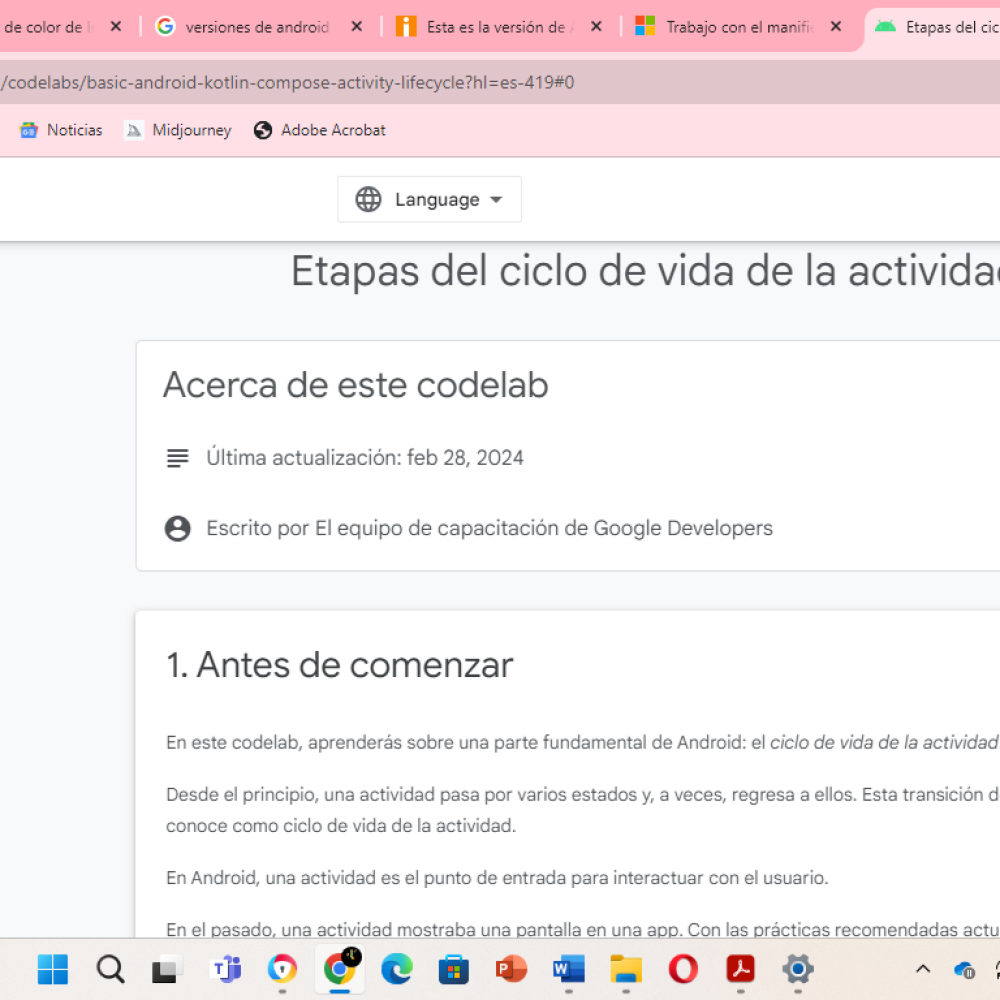 de color de
versiones de android
Esta es la versión de
Trabajo con el manifi
Etapas del cic
/codelabs/basic-android-kotlin-compose-activity-lifecycle?hl=es-419#0
Noticias
Midjourney
Adobe Acrobat
Language
Etapas del ciclo de vida de la activida
Acerca de este codelab
Última actualización: feb 28, 2024
Escrito por El equipo de capacitación de Google Developers
1. Antes de comenzar
En este codelab, aprenderás sobre una parte fundamental de Android: el ciclo de vida de la actividad
Desde el principio, una actividad pasa por varios estados y, a veces, regresa a ellos. Esta transición d
conoce como ciclo de vida de la actividad.
En Android, una actividad es el punto de entrada para interactuar con el usuario.
En el pasado, una actividad mostraba una pantalla en una app. Con las prácticas recomendadas actu